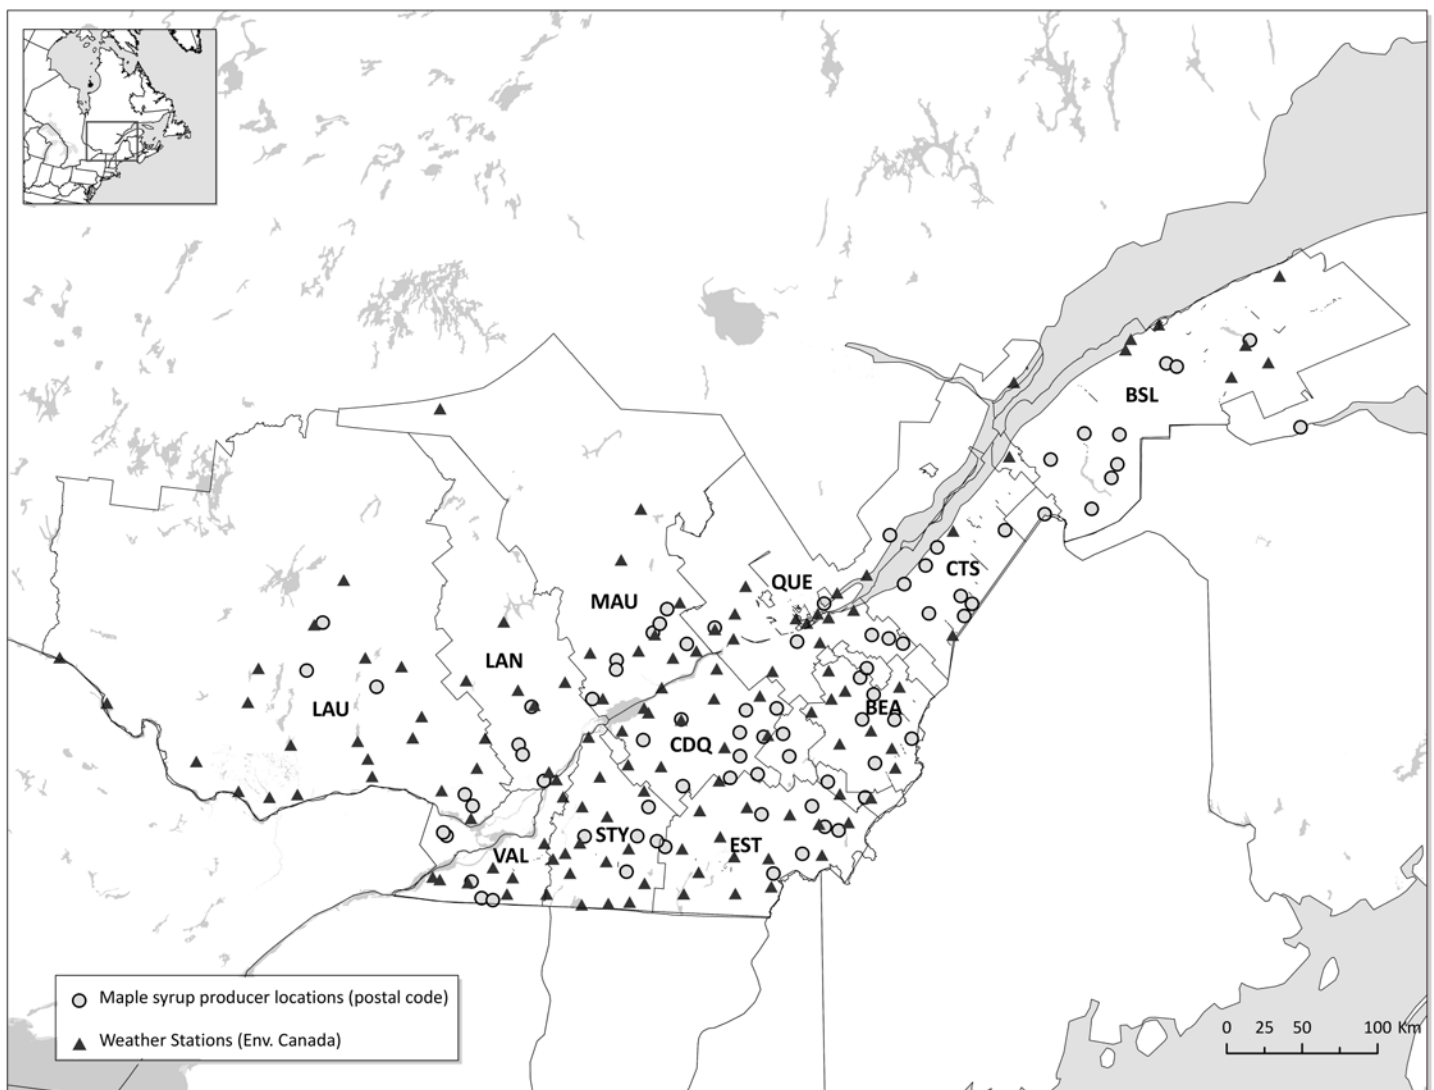 BSL
QUE
CTS
MAU
LAN
LAU
BEA
CDQ
STY
EST
VAL
Maple syrup producer locations (postal code)
Weather Stations (Env. Canada)
0 25 50 100 Km